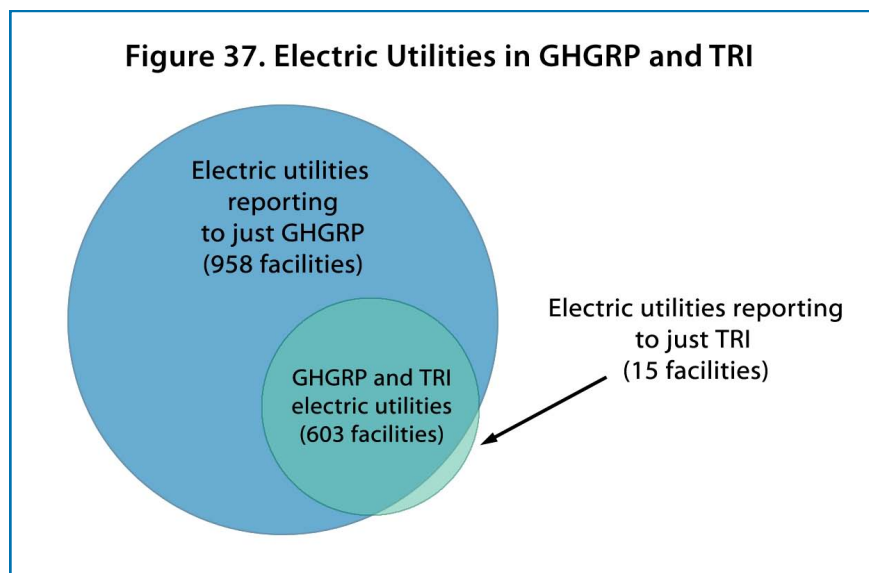 Figure 37. Electric Utilities in GHGRP and TRI
Electric utilities
reporting
to just GHGRP
(958 facilities)
Electric utilities reporting
to just TRI
(15 facilities)
GHGRP and TRI
electric utilities
(603 facilities)